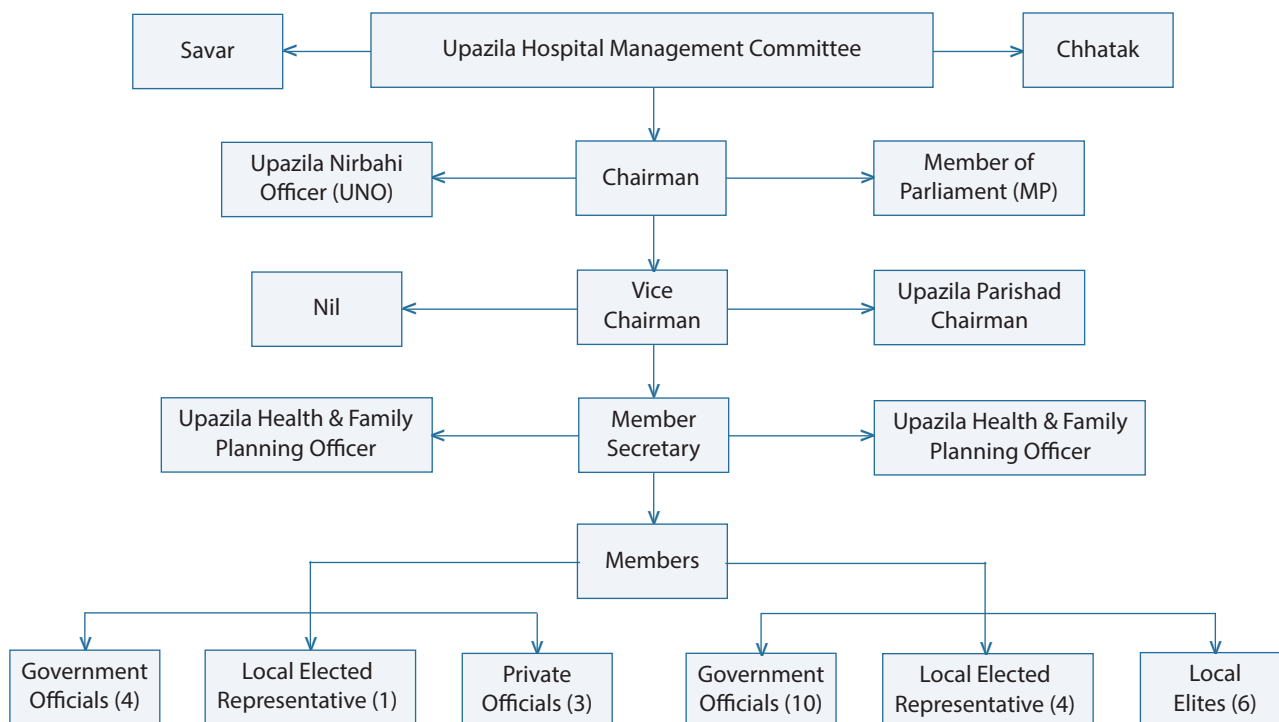 Savar
Upazila Hospital Management Committee
Chhatak
Upazila Nirbahi
Officer (UNO)
Chairman
Member of
Parliament (MP)
Nil
Vice
Chairman
Upazila Parishad
Chairman
Upazila Health & Family
Planning Officer
Member
Secretary
Upazila Health & Family
Planning Officer
Members
Government
Officials (4)
Local Elected
Representative (1)
Private
Officials (3)
Government
Officials (10)
Local Elected
Representative (4)
Local
Elites (6)